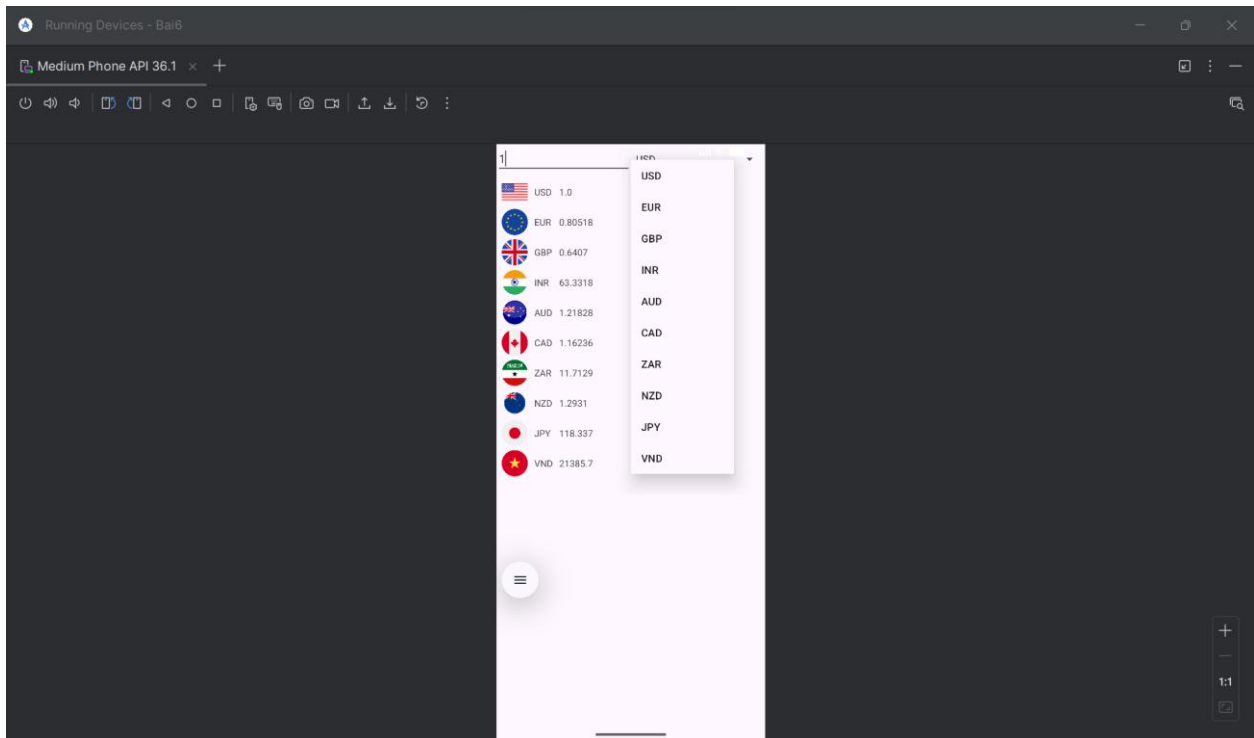 Running Devices - Bai6
Medium Phone API 36.1
1
USD
USD 1.0
EUR 0.80518
GBP 0.6407
INR 63.3318
AUD 1.21828
CAD 1.16236
ZAR 11.7129
NZD 1.2931
JPY 118.337
VND 21385.7
USD
EUR
GBP
INR
AUD
CAD
ZAR
NZD
JPY
VND
1:1